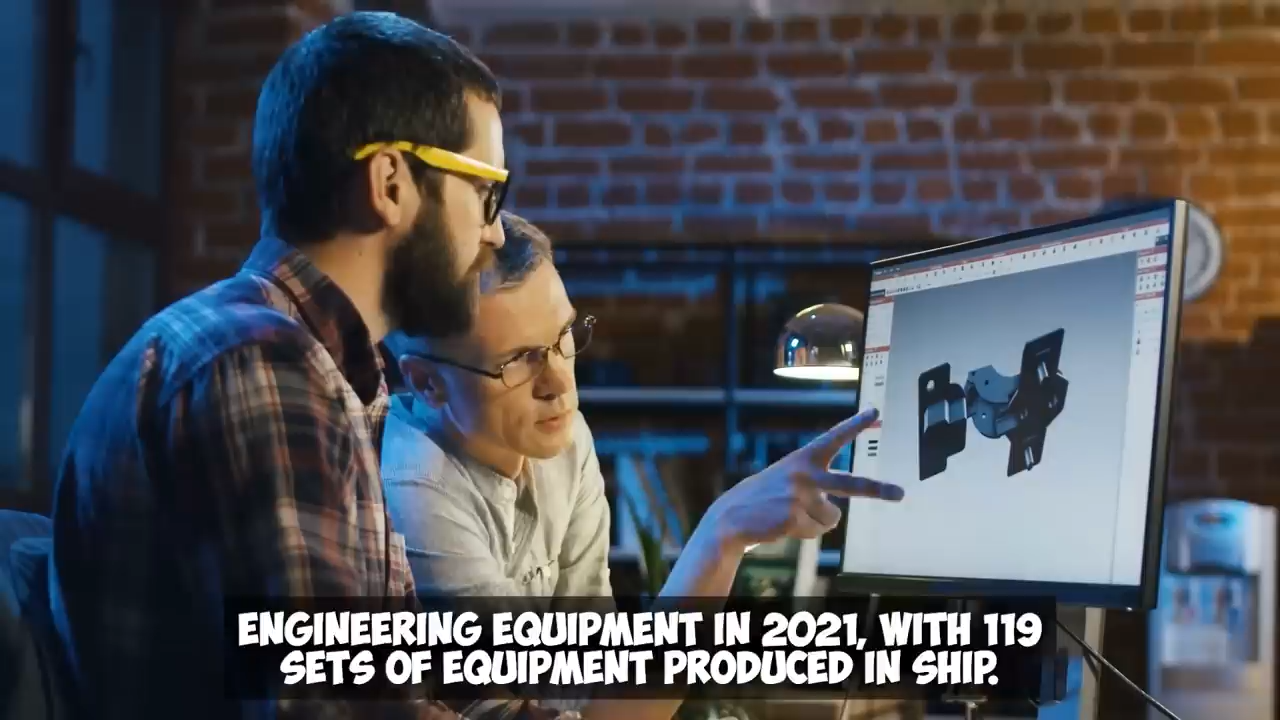 ENGINEERING EQUIPMENT IN 2021, WITH 119
SETS OF EQUIPMENT PRODUCED IN SHIP.